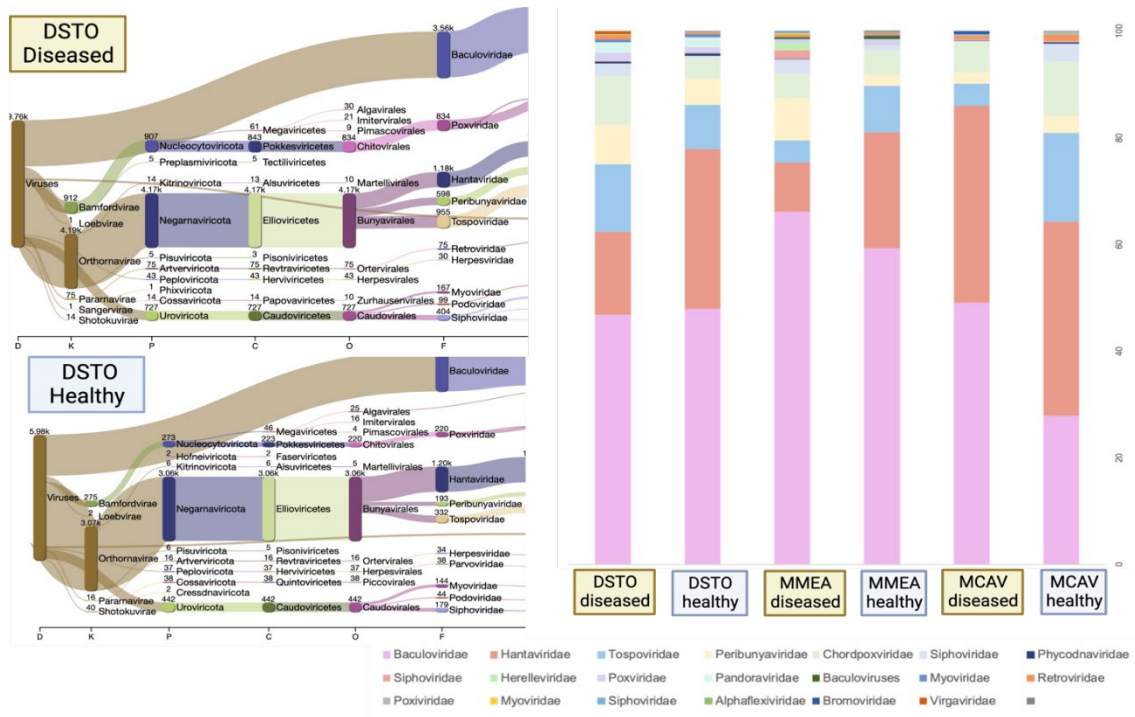 DSTO
Diseased
3.56k
Baculoviridae
30
Algavirales
21
Imitervirales
9.76k
61
9
Pimascovirales
834
907
Megaviricetes
843
834
Poxviridae
Nucleocytoviricota
Pokkesviricetes
Chitovirales
5
5
Preplasmiviricota
Tectiliviricetes
1.18k
Viruses
14
13
10
Hantaviridae
912
Kitrinoviricota
Alsuviricetes
Martellivirales
4.17k
4.17k
4.17k
598
Bamfordvirae
Peribunyaviridae
1
955
Loebvirae
Negarnaviricota
Ellioviricetes
Bunyavirales
Tospoviridae
4.19k
75
Retroviridae
Orthornavirae
5
3
30
Pisuviricota
Pisoniviricetes
Herpesviridae
75
75
75
Artverviricota
Revtraviricetes
Ortervirales
43
43
43
Peploviricota
Herviviricetes
Herpesvirales
1
167
Phixviricota
Myoviridae
75
Pararnavirae
14
14
10
99
Cossaviricota
Papovaviricetes
Zurhausenvirales
Podoviridae
1
Sangervirae
727
727
727
404
14
Shotokuvirae
Uroviricota
Caudoviricetes
Caudovirales
Siphoviridae
D K P C O F
DSTO
Healthy
Baculoviridae
25
Algavirales
16
Imitervirales
5.98k
46
4
Pimascovirales
220
273
Megaviricetes
223
220
Poxviridae
Nucleocytoviricota
Pokkesviricetes
Chitovirales
2
2
Hofneiviricota
Faserviricetes
6
6
5
1.20k
Kitrinoviricota
Alsuviricetes
Martellivirales
3.06k
3.06k
3.06k
Hantaviridae
Viruses
275
Bamfordvirae
193
2
Peribunyaviridae
Loebvirae
Negarnaviricota
Ellioviricetes
Bunyavirales
332
3.07k
Tospoviridae
6
5
34
Orthornavirae
Pisuviricota
Pisoniviricetes
Herpesviridae
16
16
16
38
Artverviricota
Revtraviricetes
Ortervirales
Parvoviridae
37
37
37
Peploviricota
Herviviricetes
Herpesvirales
38
38
38
Cossaviricota
Quintoviricetes
Piccovirales
144
2
Myoviridae
16
Cressdnaviricota
44
Pararnavirae
442
442
442
Podoviridae
40
179
Shotokuvirae
Uroviricota
Caudoviricetes
Caudovirales
Siphoviridae
D K P C O F
100
80
60
40
20
0
DSTO
diseased
DSTO
healthy
MMEA
diseased
MMEA
healthy
MCAV
diseased
MCAV
healthy
Baculoviridae Hantaviridae Tospoviridae Peribunyaviridae Chordpoxviridae Siphoviridae Phycodnaviridae
Siphoviridae Herelleviridae Poxviridae Pandoraviridae Baculoviruses Myoviridae Retroviridae
Poxiviridae Myoviridae Siphoviridae Alphaflexiviridae Bromoviridae Virgaviridae